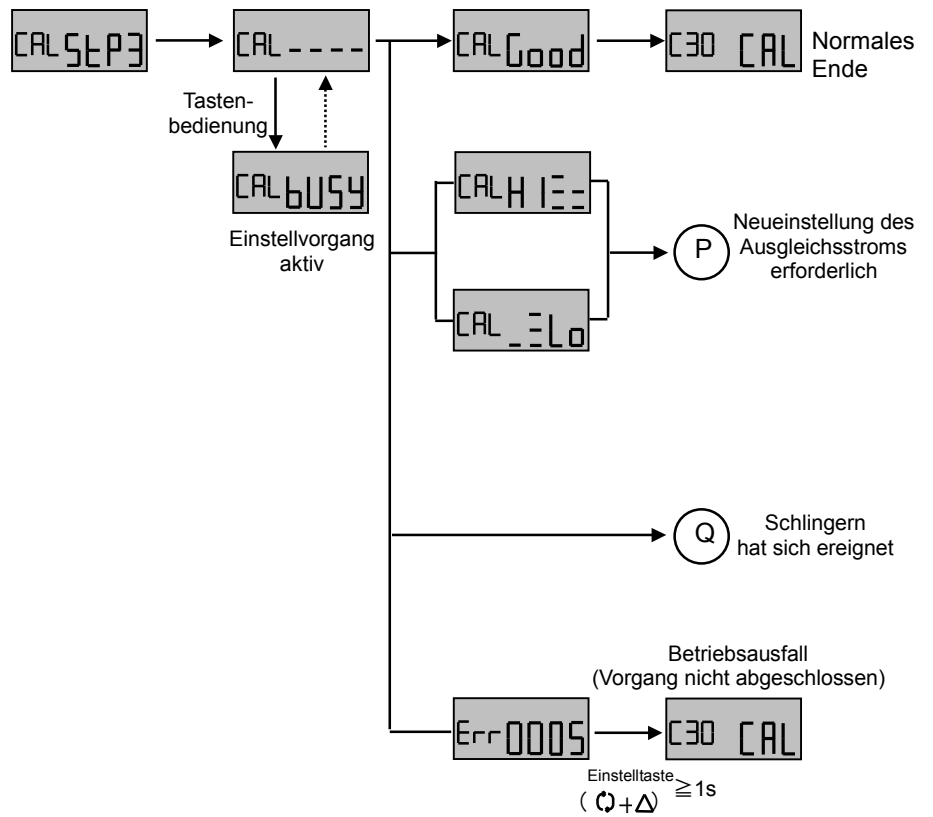 CAL StP3
CAL ----
CAL Good
C30 CAL
Normales
Ende
Tasten-
bedienung
CAL bUSY
Einstellvorgang
aktiv
CAL HI
CAL Lo
P
Neueinstellung des
Ausgleichsstroms
erforderlich
Q
Schlingern
hat sich ereignet
Betriebsausfall
(Vorgang nicht abgeschlossen)
Err 0005
C30 CAL
Einstelltaste
( + △) ≧1s